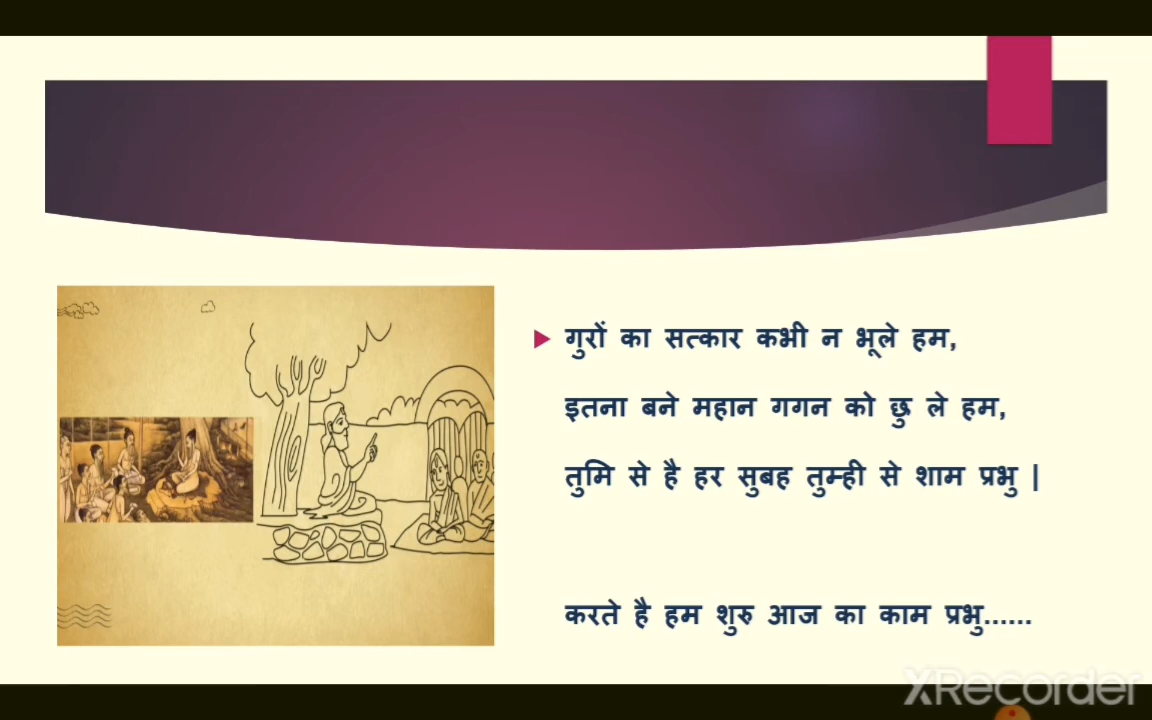 गुरों का सत्कार कभी न भूले हम,
इतना बने महान गगन को छु ले हम,
तुमि से है हर सुबह तुम्ही से शाम प्रभु |
करते है हम शुरु आज का काम प्रभु......
XRecorder